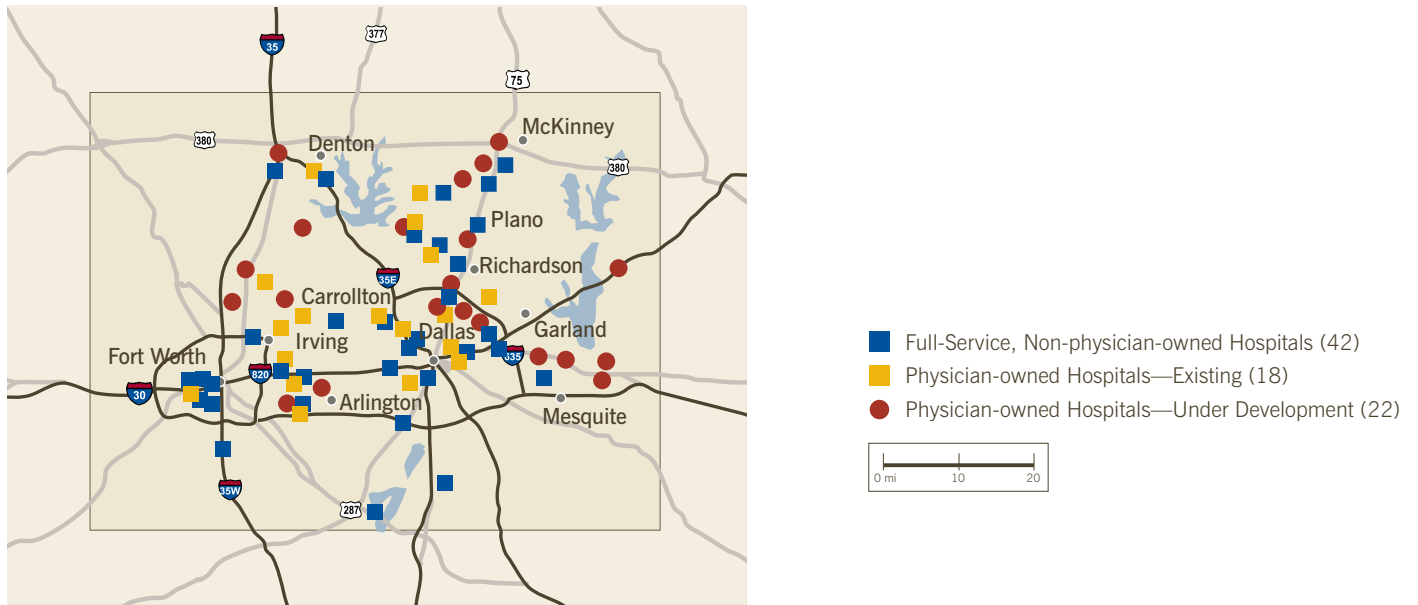 377
35
75
McKinney
380
Denton
380
Plano
Richardson
35E
Carrollton
Garland
Dallas
Irving
635
Fort Worth
820
30
Arlington
Mesquite
35W
287
Full-Service, Non-physician-owned Hospitals (42)
Physician-owned Hospitals—Existing (18)
Physician-owned Hospitals—Under Development (22)
0 mi 10 20